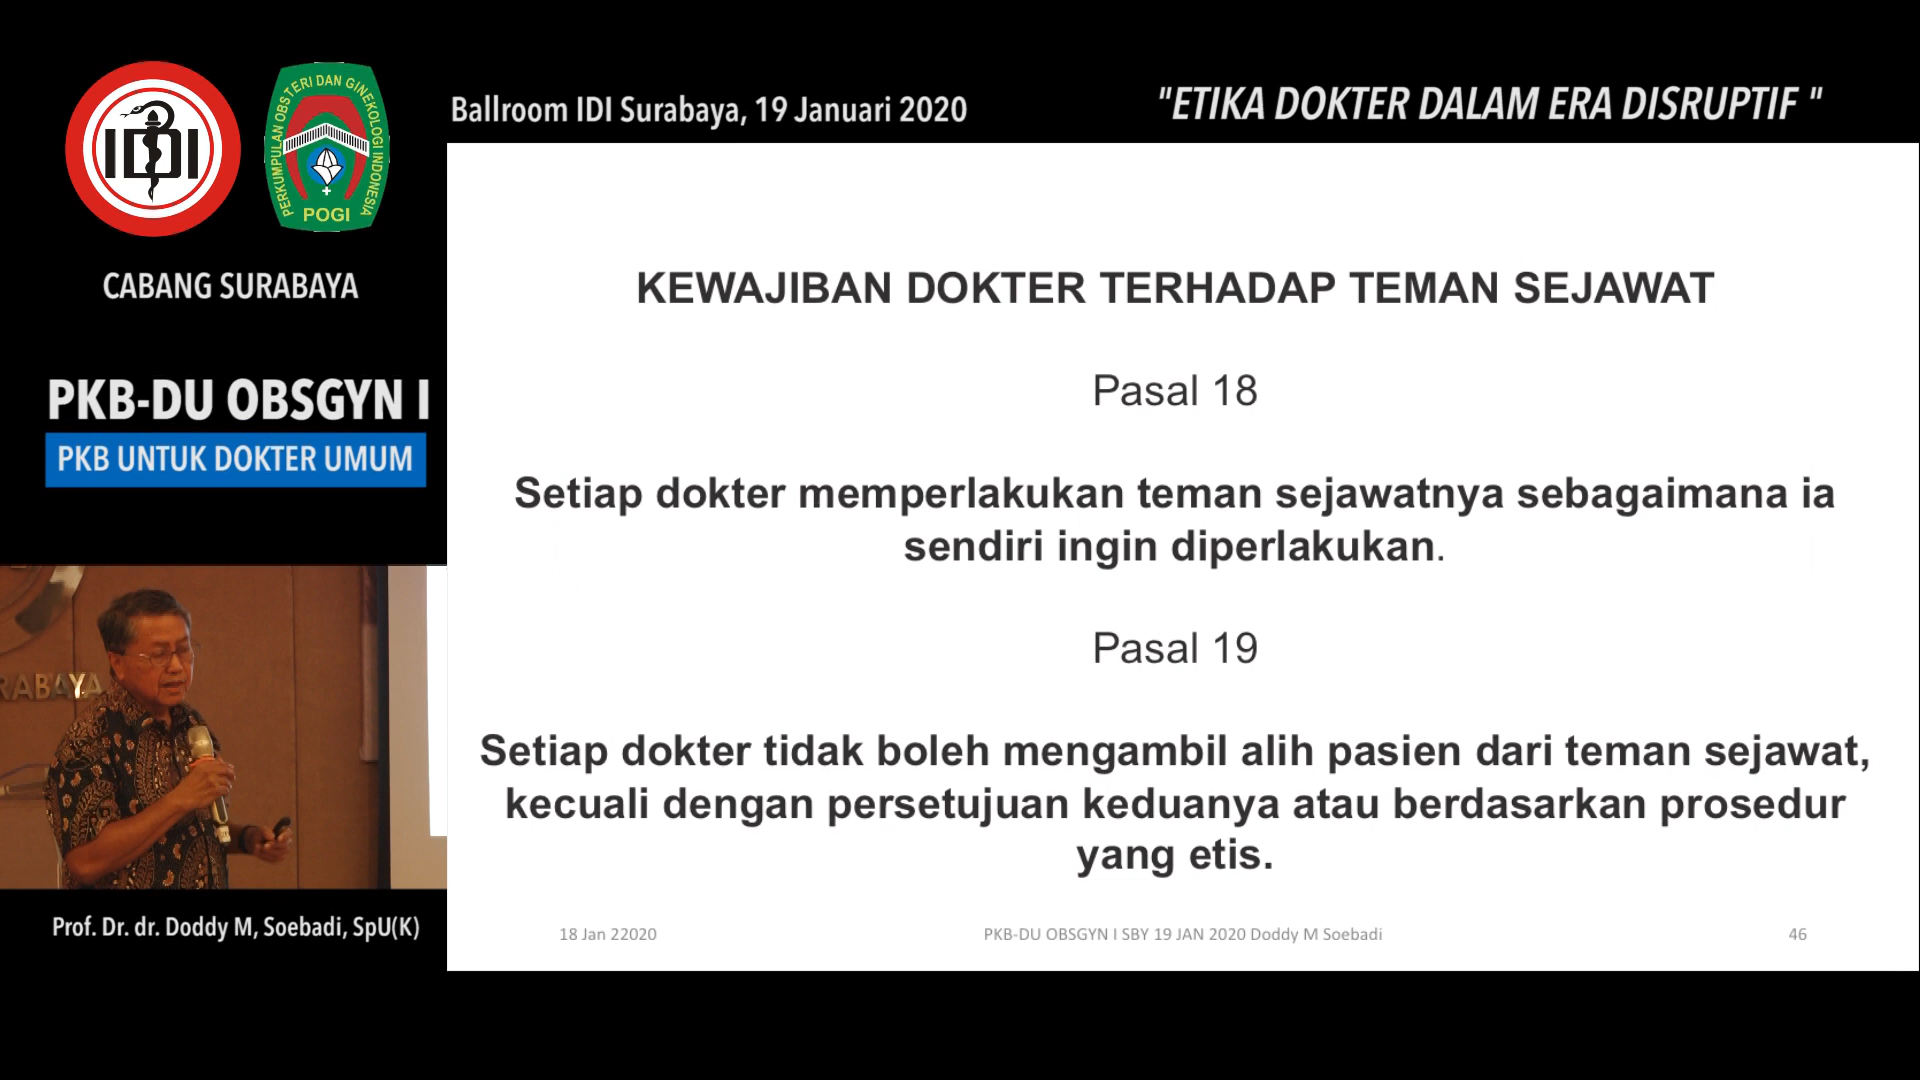 IDI
PERKUMPULAN OBSTERI DAN GINEKOLOGI INDONESIA
POGI
CABANG SURABAYA
PKB-DU OBSGYN I
PKB UNTUK DOKTER UMUM
RABAYA
Prof. Dr. dr. Doddy M, Soebadi, SpU(K)
Ballroom IDI Surabaya, 19 Januari 2020
"ETIKA DOKTER DALAM ERA DISRUPTIF "
KEWAJIBAN DOKTER TERHADAP TEMAN SEJAWAT
Pasal 18
Setiap dokter memperlakukan teman sejawatnya sebagaimana ia
sendiri ingin diperlakukan.
Pasal 19
Setiap dokter tidak boleh mengambil alih pasien dari teman sejawat,
kecuali dengan persetujuan keduanya atau berdasarkan prosedur
yang etis.
18 Jan 22020
PKB-DU OBSGYN I SBY 19 JAN 2020 Doddy M Soebadi
46